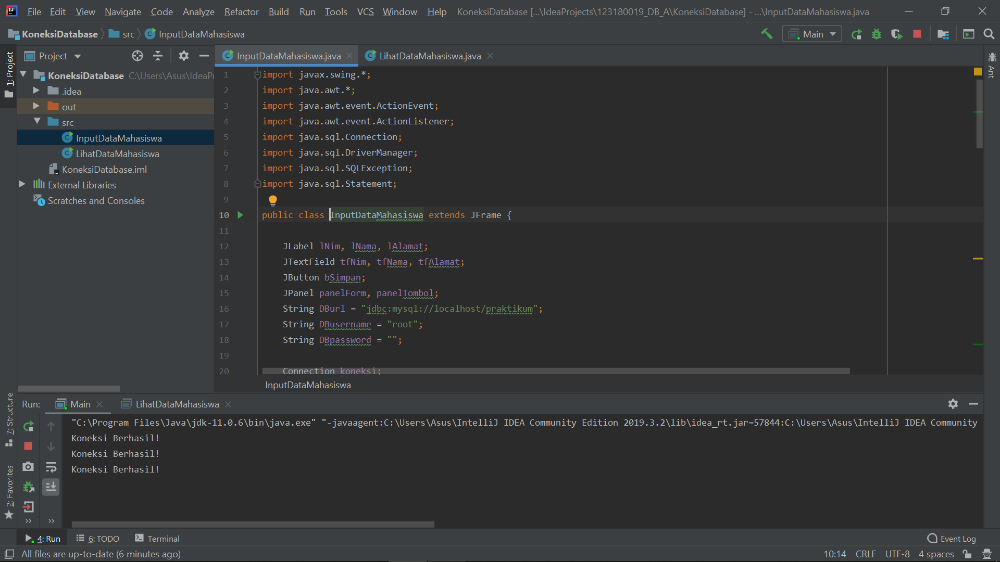 File Edit View Navigate Code Analyze Refactor Build Run Tools VCS Window Help KoneksiDatabase [...\IdeaProjects\123180019_DB_A\KoneksiDatabase] - ...\InputDataMahasiswa.java
KoneksiDatabase src InputDataMahasiswa
Main
1: Project
Project
KoneksiDatabase C:\Users\Asus\IdeaPr
.idea
out
src
InputDataMahasiswa
LihatDataMahasiswa
KoneksiDatabase.iml
External Libraries
Scratches and Consoles
InputDataMahasiswa.java LihatDataMahasiswa.java
Ant
1 import javax.swing.*;
2 import java.awt.*;
3 import java.awt.event.ActionEvent;
4 import java.awt.event.ActionListener;
5 import java.sql.Connection;
6 import java.sql.DriverManager;
7 import java.sql.SQLException;
8 import java.sql.Statement;
9
10 public class InputDataMahasiswa extends JFrame {
11
12 JLabel lNim, lNama, lAlamat;
13 JTextField tfNim, tfNama, tfAlamat;
14 JButton bSimpan;
15 JPanel panelForm, panelTombol;
16 String DBurl = "jdbc:mysql://localhost/praktikum";
17 String DBusername = "root";
18 String DBpassword = "";
19
20 Connection koneksi;
InputDataMahasiswa
7: Structure
2: Favorites
Run: Main LihatDataMahasiswa
"C:\Program Files\Java\jdk-11.0.6\bin\java.exe" "-javaagent:C:\Users\Asus\IntelliJ IDEA Community Edition 2019.3.2\lib\idea_rt.jar=57844:C:\Users\Asus\IntelliJ IDEA Community
Koneksi Berhasil!
Koneksi Berhasil!
Koneksi Berhasil!
4: Run 6: TODO Terminal Event Log
All files are up-to-date (6 minutes ago) 10:14 CRLF UTF-8 4 spaces